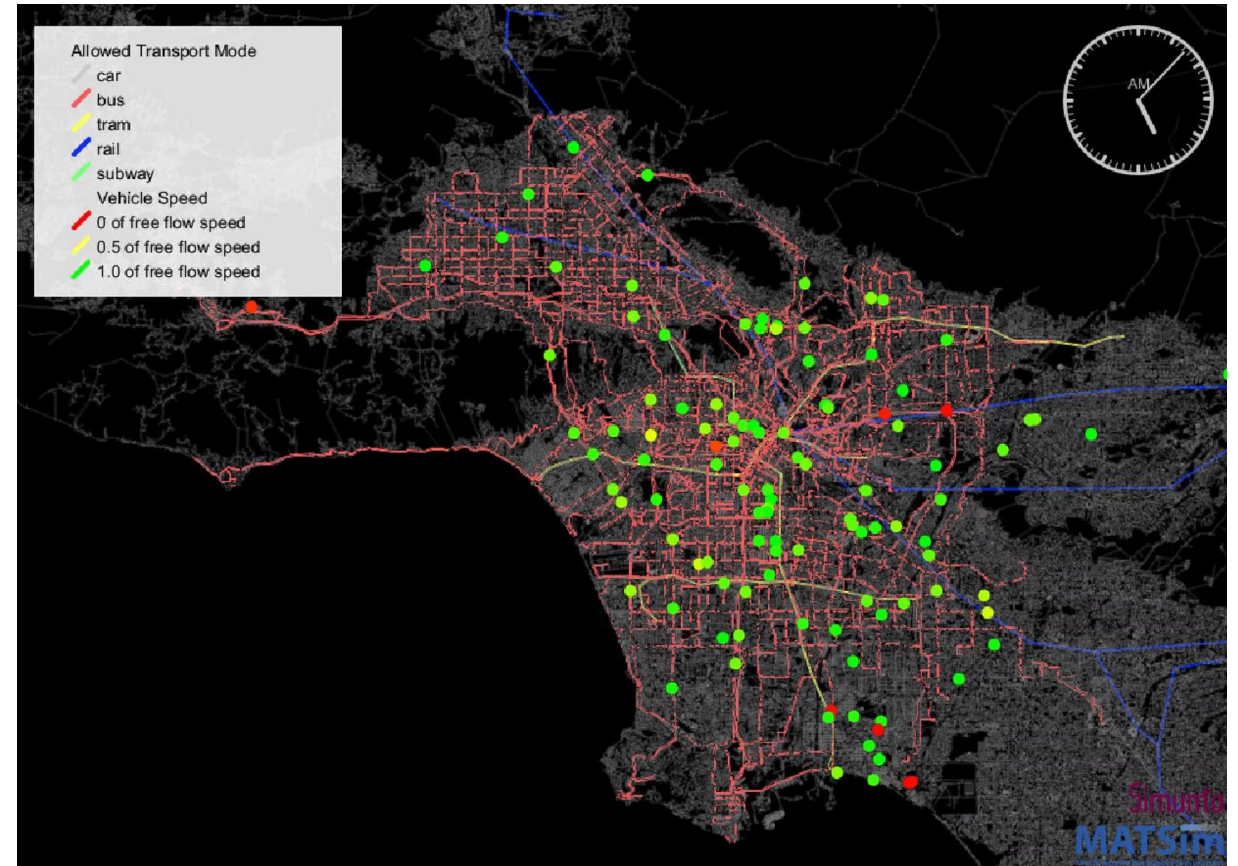 Allowed Transport Mode
car
bus
tram
rail
subway
Vehicle Speed
0 of free flow speed
0.5 of free flow speed
1.0 of free flow speed
AM
Simunto
MATSim